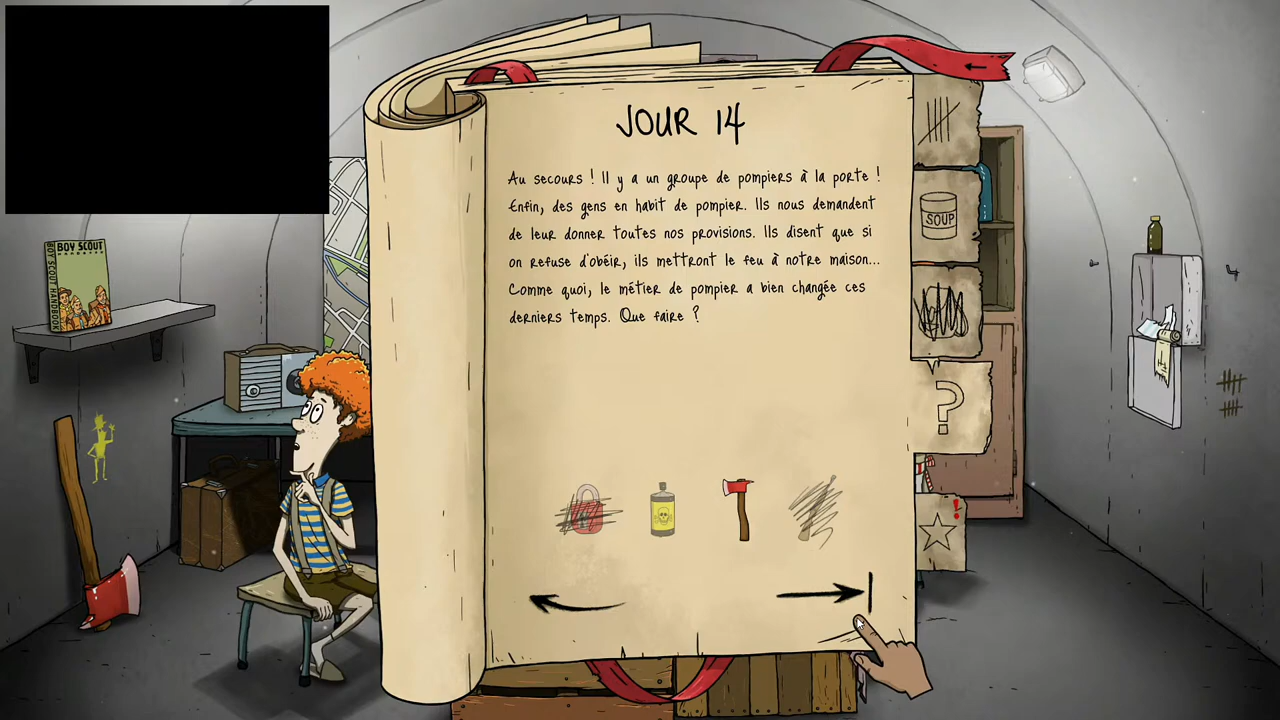 JOUR 14
Au secours ! Il y a un groupe de pompiers à la porte !
Enfin, des gens en habit de pompier. Ils nous demandent
de leur donner toutes nos provisions. Ils disent que si
on refuse d'obéir, ils mettront le feu à notre maison...
Comme quoi, le métier de pompier a bien changée ces
derniers temps. Que faire ?
SOUP
?
!
BOY SCOUT
HANDBOOK
BOY SCOUT HANDBOOK